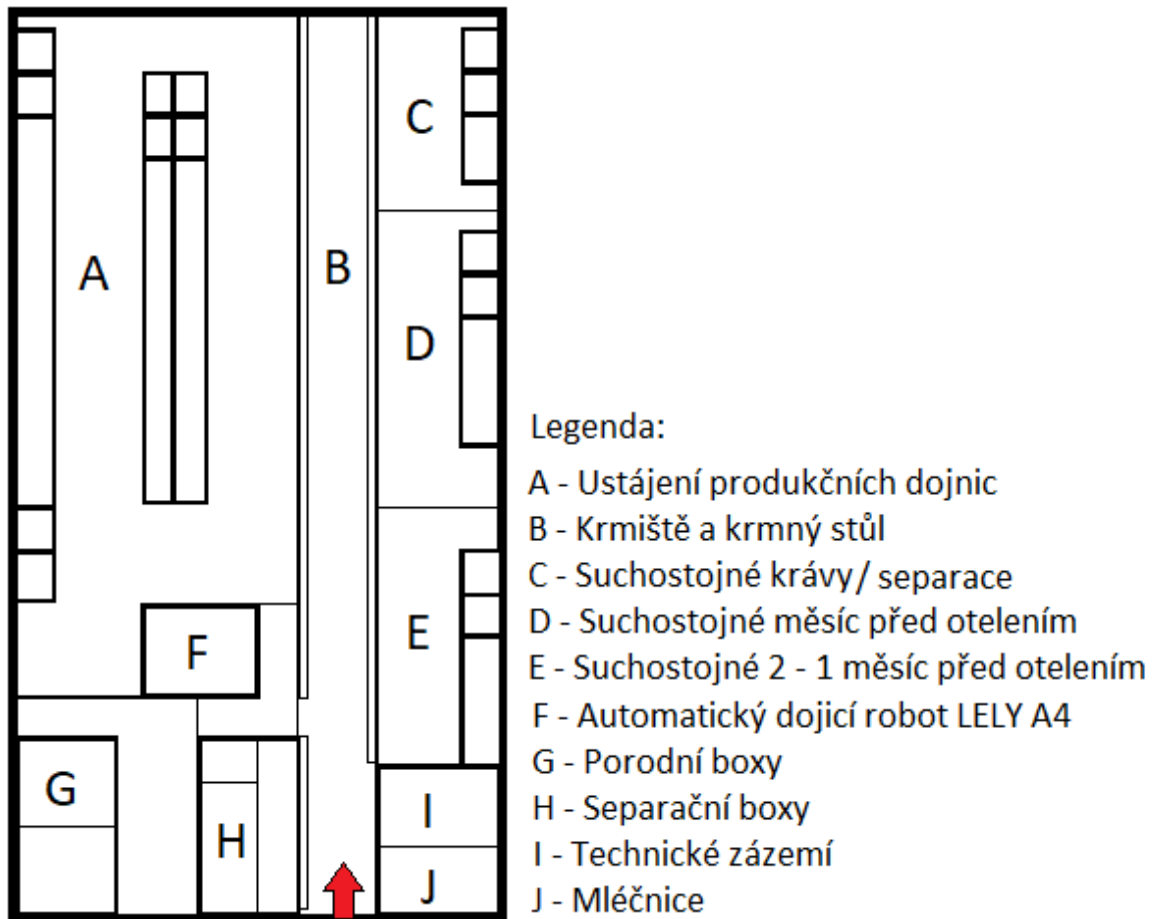 C
A
B
D
E
F
G
H
I
J
Legenda:
A - Ustájení produkčních dojnic
B - Krmiště a krmný stůl
C - Suchostojné krávy/ separace
D - Suchostojné měsíc před otelením
E - Suchostojné 2 - 1 měsíc před otelením
F - Automatický dojicí robot LELY A4
G - Porodní boxy
H - Separační boxy
I - Technické zázemí
J - Mléčnice